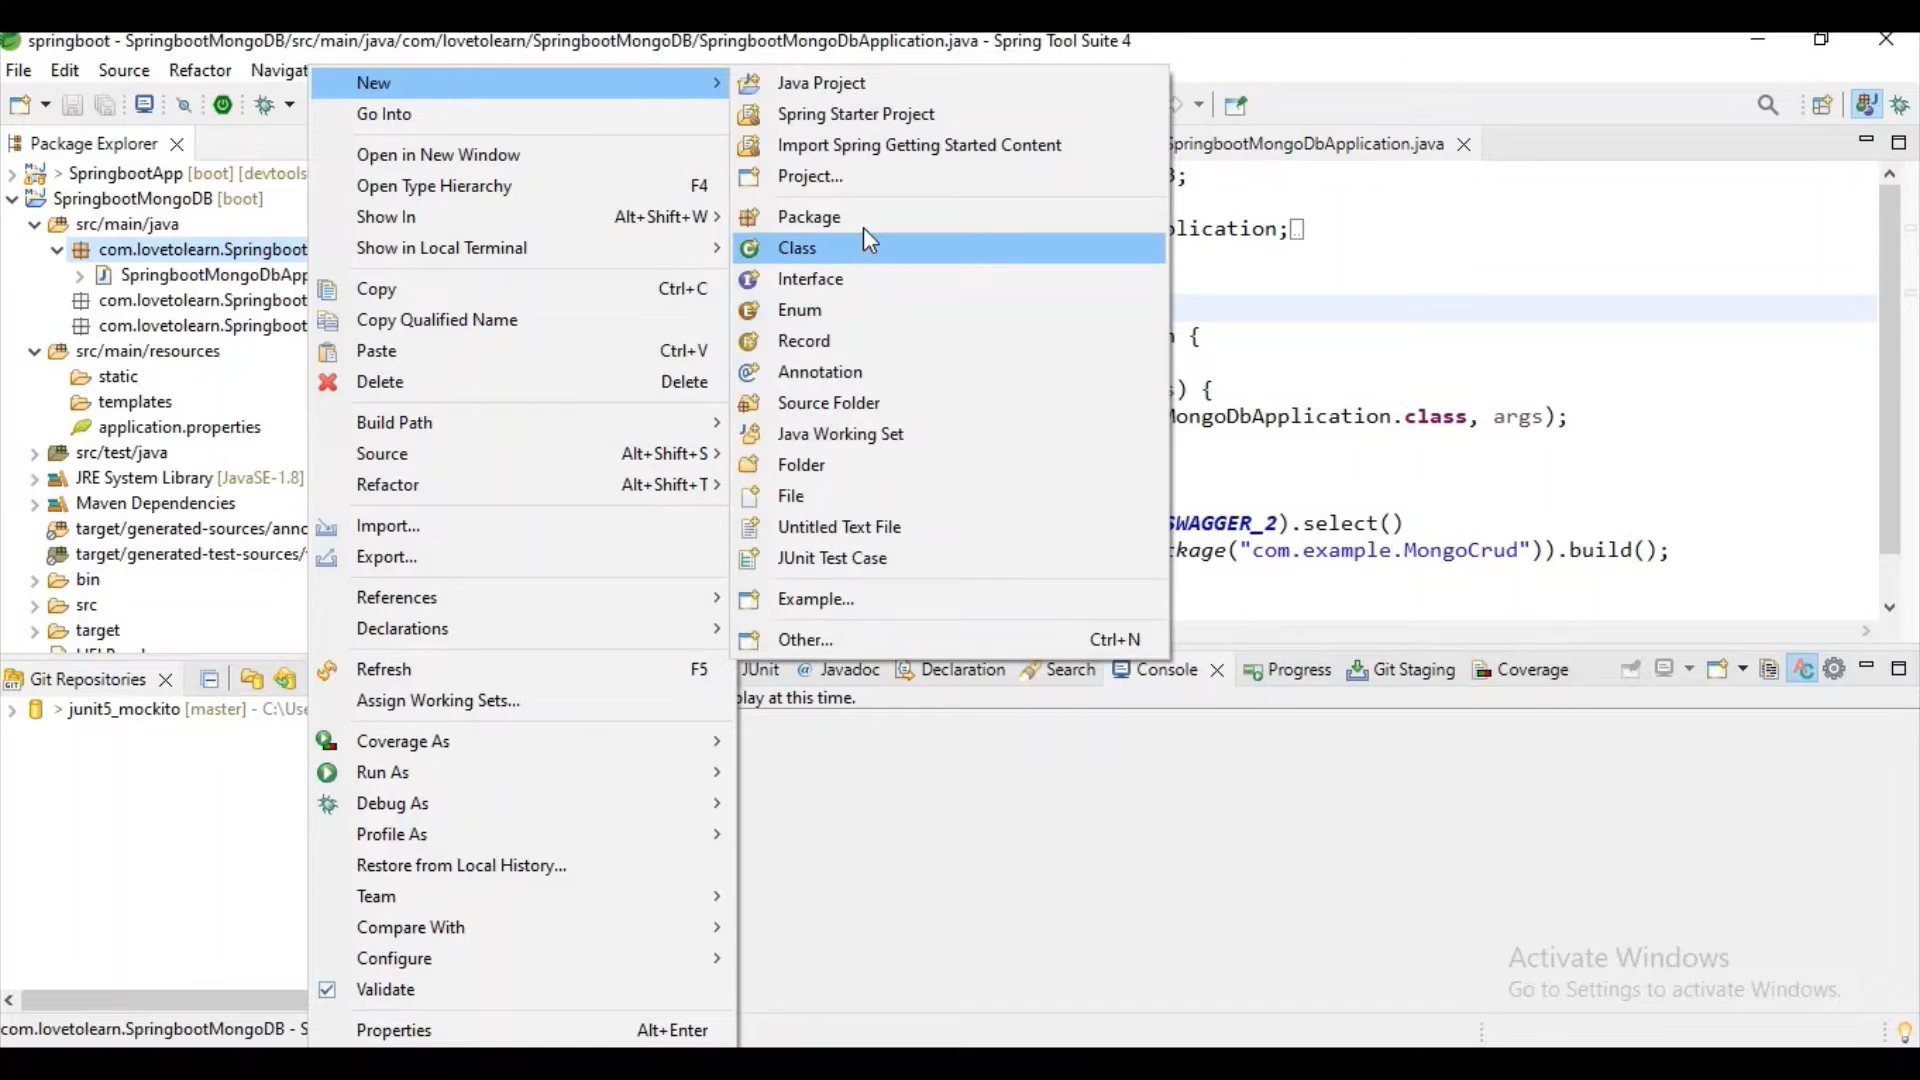 springboot - SpringbootMongoDB/src/main/java/com/lovetolearn/SpringbootMongoDB/SpringbootMongoDbApplication.java - Spring Tool Suite 4
File Edit Source Refactor Navigat
Package Explorer
> SpringbootApp [boot] [devtools
SpringbootMongoDB [boot]
src/main/java
com.lovetolearn.Springboot
SpringbootMongoDbApp
com.lovetolearn.Springboot
com.lovetolearn.Springboot
src/main/resources
static
templates
application.properties
src/test/java
JRE System Library [JavaSE-1.8]
Maven Dependencies
target/generated-sources/anno
target/generated-test-sources/
bin
src
target
Git Repositories
> junit5_mockito [master] - C:\Use
com.lovetolearn.SpringbootMongoDB - S
New
Go Into
Open in New Window
Open Type Hierarchy F4
Show In Alt+Shift+W
Show in Local Terminal
Copy Ctrl+C
Copy Qualified Name
Paste Ctrl+V
Delete Delete
Build Path
Source Alt+Shift+S
Refactor Alt+Shift+T
Import...
Export...
References
Declarations
Refresh F5
Assign Working Sets...
Coverage As
Run As
Debug As
Profile As
Restore from Local History...
Team
Compare With
Configure
Validate
Properties Alt+Enter
Java Project
Spring Starter Project
Import Spring Getting Started Content
Project...
Package
Class
Interface
Enum
Record
Annotation
Source Folder
Java Working Set
Folder
File
Untitled Text File
JUnit Test Case
Example...
Other... Ctrl+N
SpringbootMongoDbApplication.java
B;
plication;
n {
s) {
MongoDbApplication.class, args);
SWAGGER_2).select()
ckage("com.example.MongoCrud")).build();
JUnit Javadoc Declaration Search Console Progress Git Staging Coverage
play at this time.
Activate Windows
Go to Settings to activate Windows.